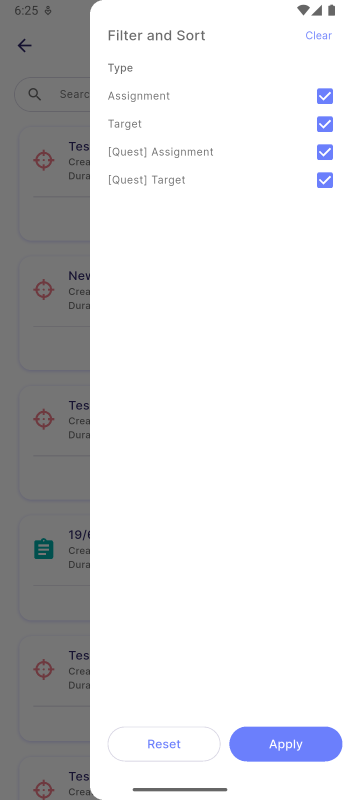 6:25
Filter and Sort
Clear
Type
Assignment
Target
[Quest] Assignment
[Quest] Target
Searc
Tes
Crea
Dura
New
Crea
Dura
Tes
Crea
Dura
19/6
Crea
Dura
Tes
Crea
Dura
Tes
Crea
Reset
Apply